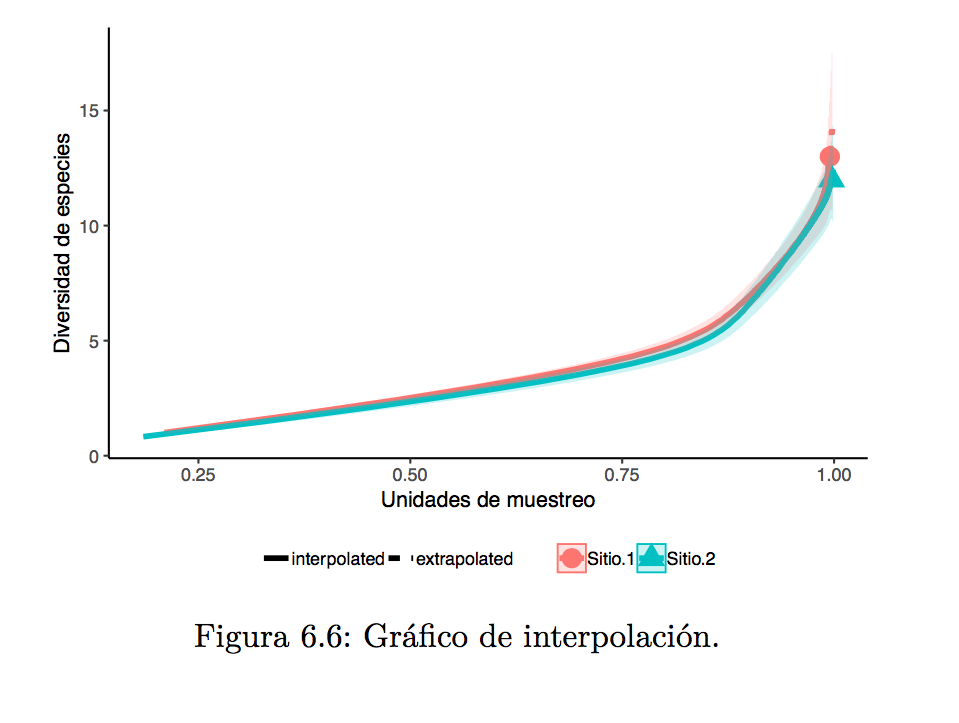 Diversidad de especies
15
10
5
0
0.25 0.50 0.75 1.00
Unidades de muestreo
interpolated extrapolated Sitio.1 Sitio.2
Figura 6.6: Gráfico de interpolación.